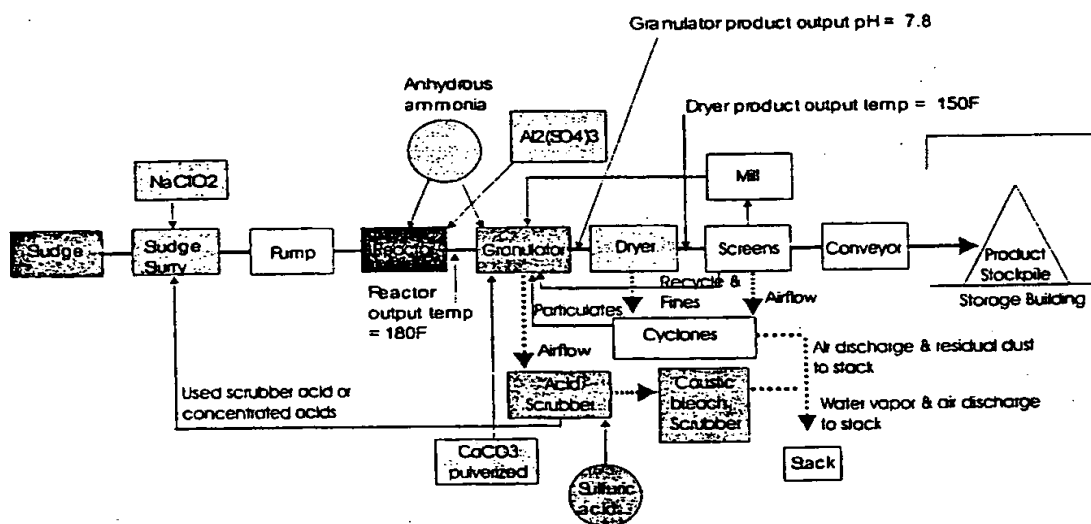 Granulator product output pH = 7.8
Anhydrous
ammonia
Dryer product output temp = 150F
Al2(SO4)3
NaClO2
Mill
Sludge
Sludge
Slurry
Pump
Reactor
Granulator
Dryer
Screens
Conveyor
Product
Stockpile
Storage Building
Reactor
output temp
= 180F
Recycle &
Fines
Particulates
Airflow
Cyclones
Airflow
Air discharge & residual dust
to stack
Acid
Scrubber
Caustic
bleach
Scrubber
Used scrubber acid or
concentrated acids
Water vapor & air discharge
to stack
CaCO3
pulverized
Sulfuric
acid
Stack